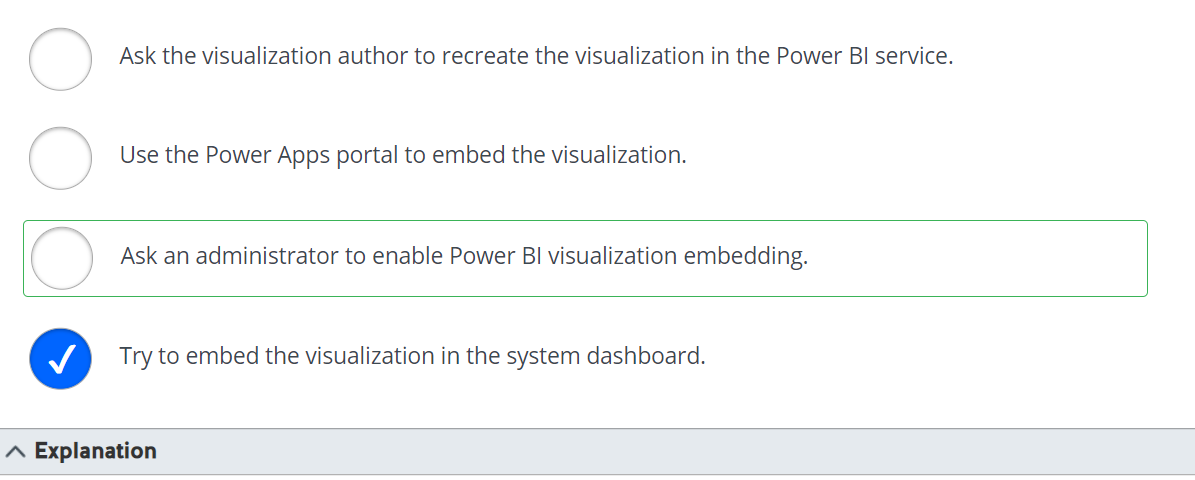 Ask the visualization author to recreate the visualization in the Power BI service.
Use the Power Apps portal to embed the visualization.
Ask an administrator to enable Power BI visualization embedding.
Try to embed the visualization in the system dashboard.
Explanation